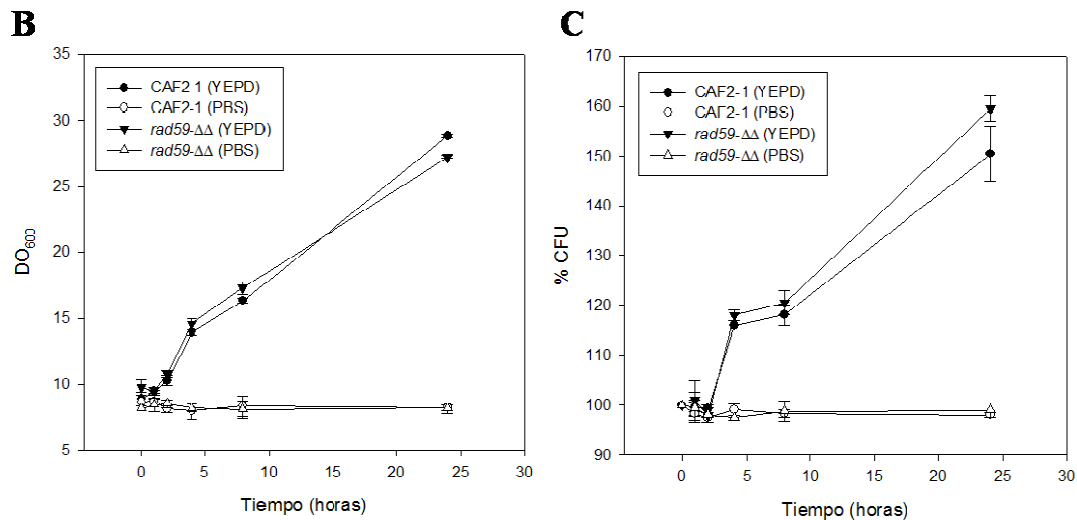 B
35
30
25
20
15
10
5
DO600
CAF2 1 (YEPD)
CAF2-1 (PBS)
rad59-ΔΔ (YEPD)
rad59-ΔΔ (PBS)
0
5
10
15
20
25
30
Tiempo (horas)
C
170
160
150
140
130
120
110
100
90
% CFU
CAF2-1 (YEPD)
CAF2-1 (PBS)
rad59-ΔΔ (YEPD)
rad59-ΔΔ (PBS)
0
5
10
15
20
25
30
Tiempo (horas)